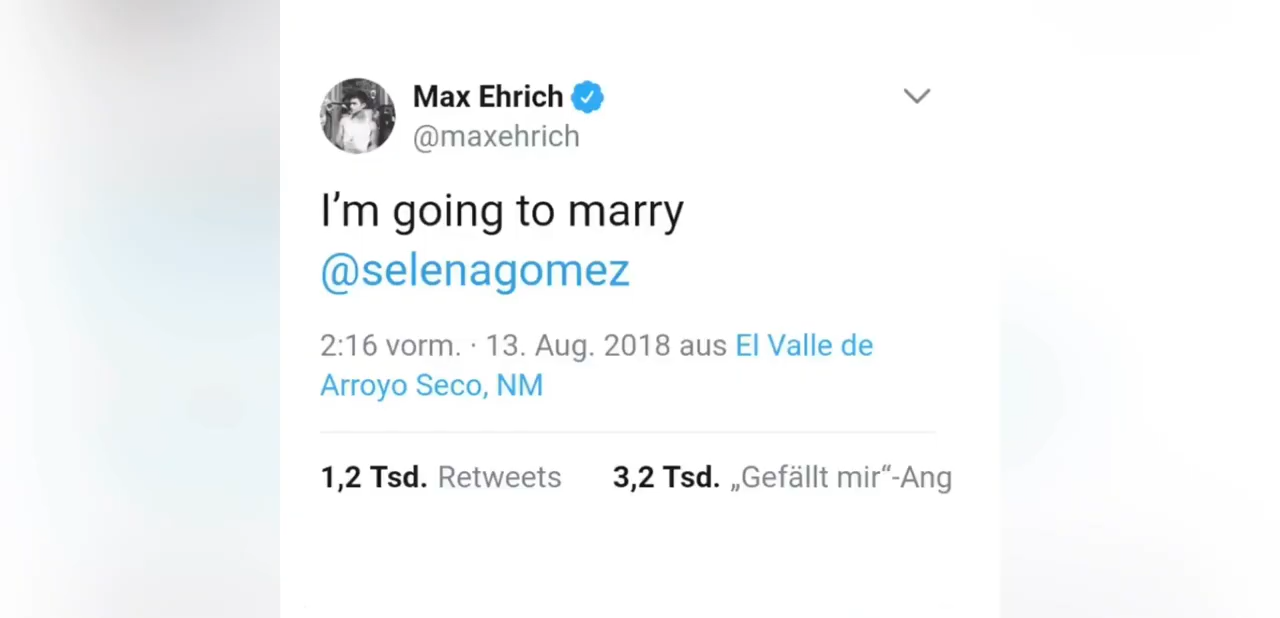 Max Ehrich
@maxehrich
I’m going to marry
@selenagomez
2:16 vorm. · 13. Aug. 2018 aus El Valle de
Arroyo Seco, NM
1,2 Tsd. Retweets 3,2 Tsd. „Gefällt mir“-Ang